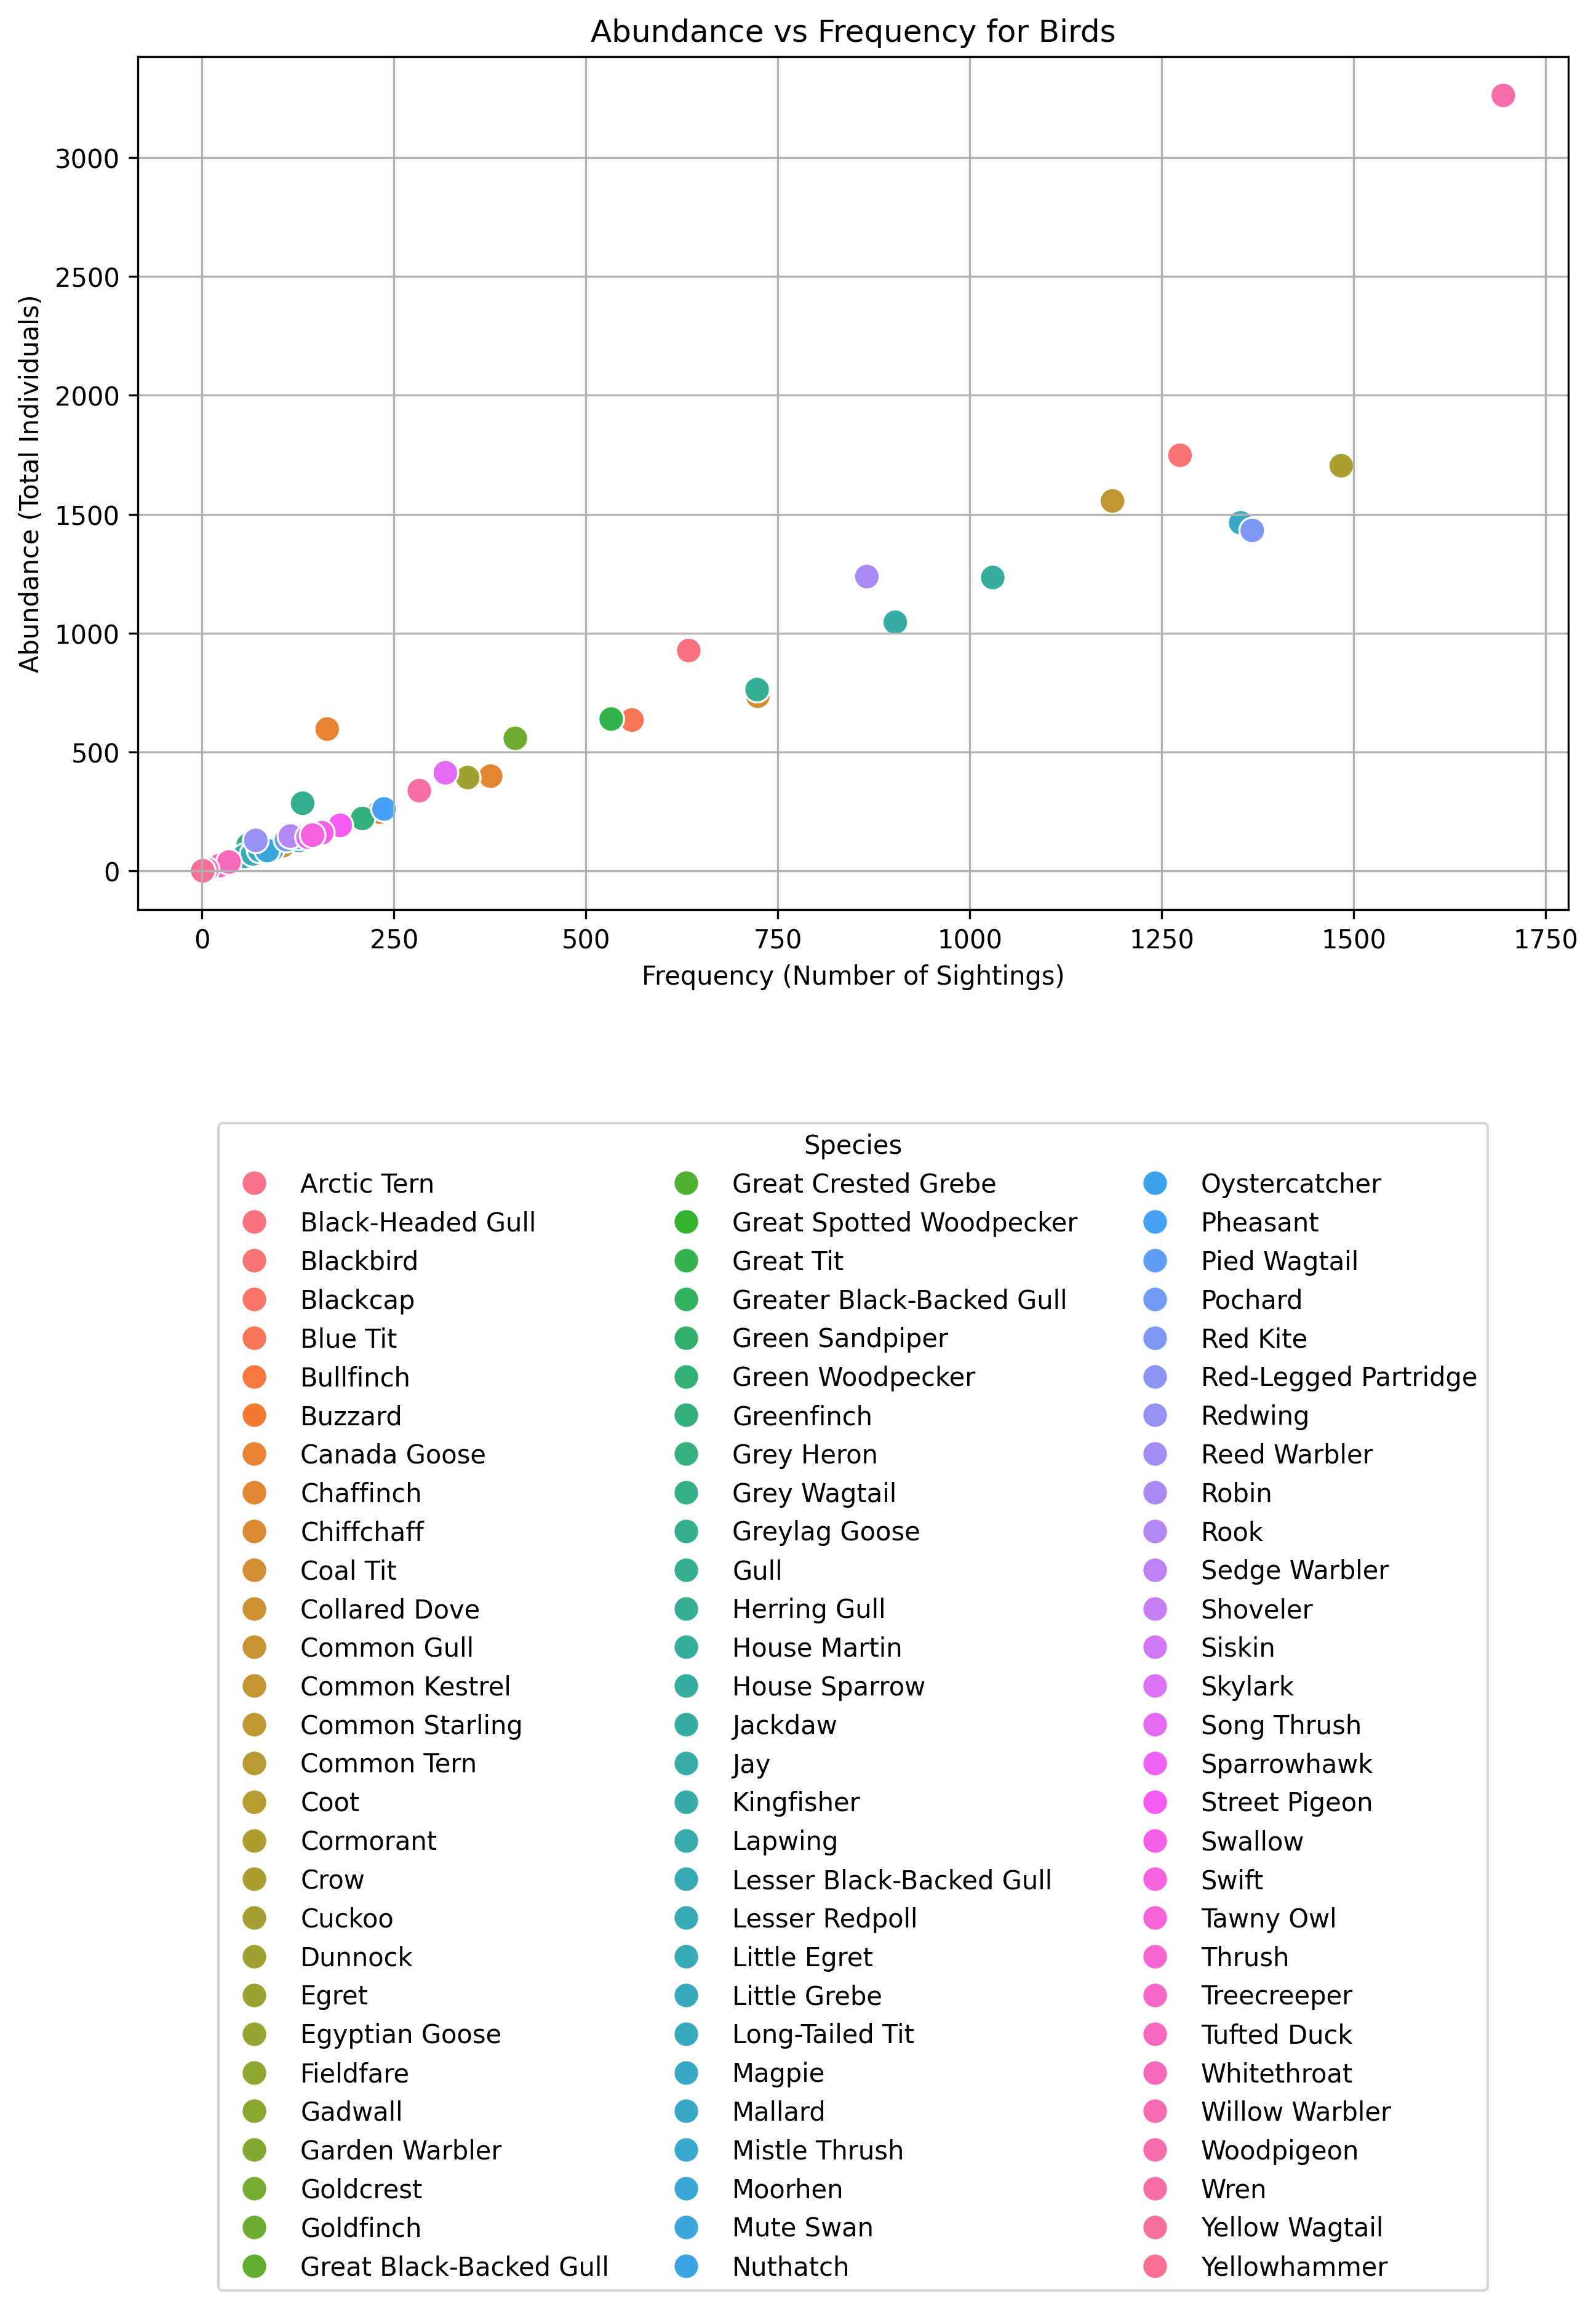 Abundance vs Frequency for Birds
Abundance (Total Individuals)
3000
2500
2000
1500
1000
500
0
0 250 500 750 1000 1250 1500 1750
Frequency (Number of Sightings)
Species
Arctic Tern
Black-Headed Gull
Blackbird
Blackcap
Blue Tit
Bullfinch
Buzzard
Canada Goose
Chaffinch
Chiffchaff
Coal Tit
Collared Dove
Common Gull
Common Kestrel
Common Starling
Common Tern
Coot
Cormorant
Crow
Cuckoo
Dunnock
Egret
Egyptian Goose
Fieldfare
Gadwall
Garden Warbler
Goldcrest
Goldfinch
Great Black-Backed Gull
Great Crested Grebe
Great Spotted Woodpecker
Great Tit
Greater Black-Backed Gull
Green Sandpiper
Green Woodpecker
Greenfinch
Grey Heron
Grey Wagtail
Greylag Goose
Gull
Herring Gull
House Martin
House Sparrow
Jackdaw
Jay
Kingfisher
Lapwing
Lesser Black-Backed Gull
Lesser Redpoll
Little Egret
Little Grebe
Long-Tailed Tit
Magpie
Mallard
Mistle Thrush
Moorhen
Mute Swan
Nuthatch
Oystercatcher
Pheasant
Pied Wagtail
Pochard
Red Kite
Red-Legged Partridge
Redwing
Reed Warbler
Robin
Rook
Sedge Warbler
Shoveler
Siskin
Skylark
Song Thrush
Sparrowhawk
Street Pigeon
Swallow
Swift
Tawny Owl
Thrush
Treecreeper
Tufted Duck
Whitethroat
Willow Warbler
Woodpigeon
Wren
Yellow Wagtail
Yellowhammer